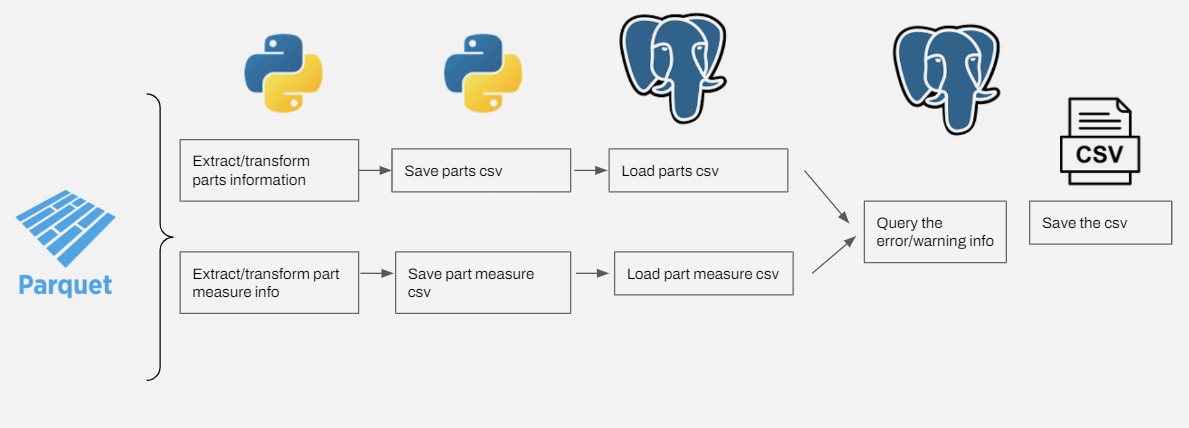 CSV
Extract/transform
parts information
Save parts csv
Load parts csv
Query the
error/warning info
Save the csv
Parquet
Extract/transform part
measure info
Save part measure
csv
Load part measure csv